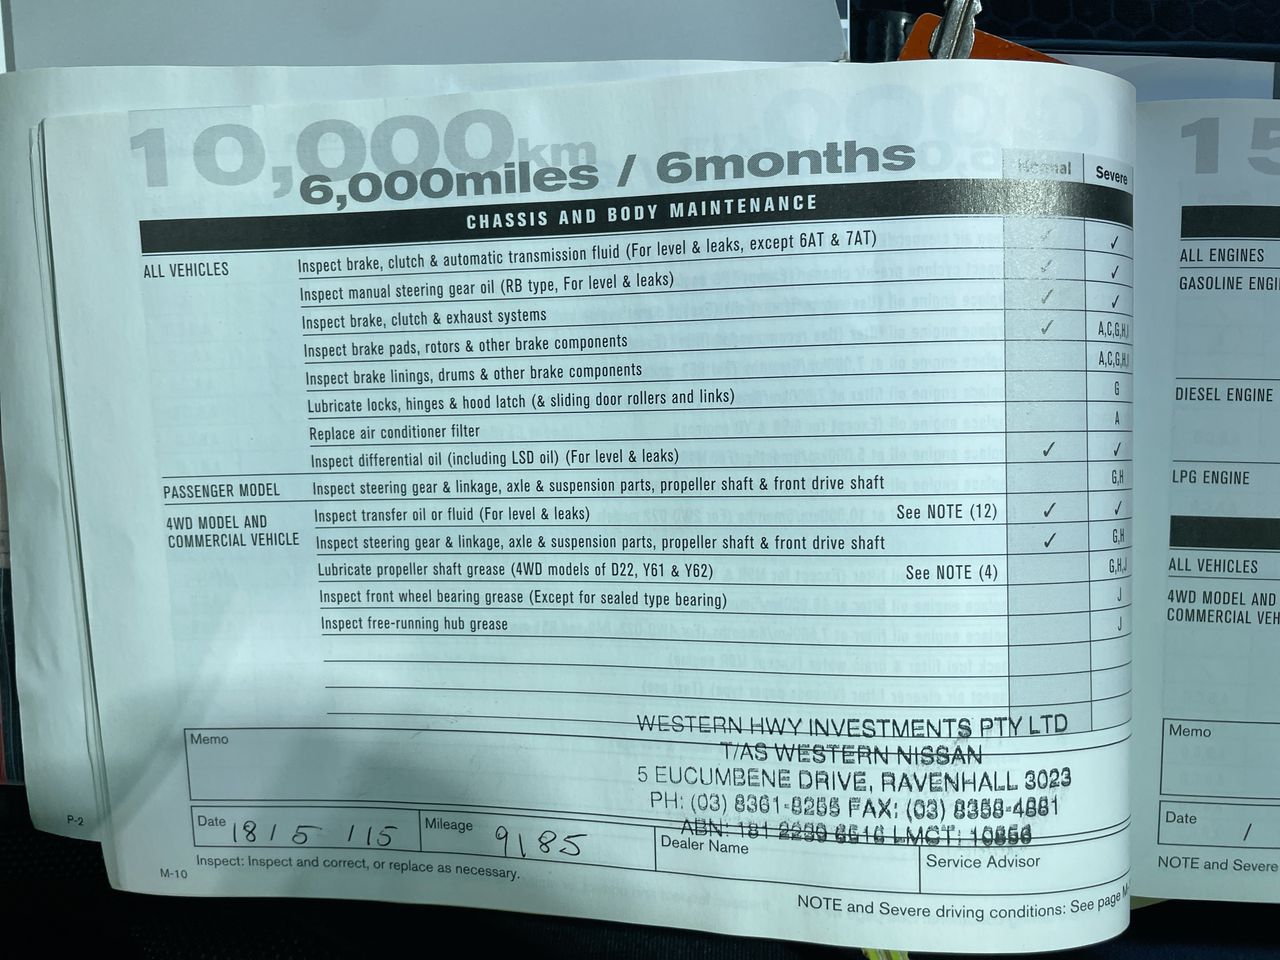 10,000km
6,000miles / 6months
Normal Severe
CHASSIS AND BODY MAINTENANCE
ALL VEHICLES Inspect brake, clutch & automatic transmission fluid (For level & leaks, except 6AT & 7AT) ✓ ✓
Inspect manual steering gear oil (RB type, For level & leaks) ✓ ✓
Inspect brake, clutch & exhaust systems ✓ ✓
Inspect brake pads, rotors & other brake components ✓ A,C,G,H,I
Inspect brake linings, drums & other brake components A,C,G,H,I
Lubricate locks, hinges & hood latch (& sliding door rollers and links) G
Replace air conditioner filter A
Inspect differential oil (including LSD oil) (For level & leaks) ✓ ✓
PASSENGER MODEL Inspect steering gear & linkage, axle & suspension parts, propeller shaft & front drive shaft G,H
4WD MODEL AND
COMMERCIAL VEHICLE
Inspect transfer oil or fluid (For level & leaks) See NOTE (12) ✓ ✓
Inspect steering gear & linkage, axle & suspension parts, propeller shaft & front drive shaft ✓ G,H
Lubricate propeller shaft grease (4WD models of D22, Y61 & Y62) See NOTE (4) G,H,J
Inspect front wheel bearing grease (Except for sealed type bearing) J
Inspect free-running hub grease J
WESTERN HWY INVESTMENTS PTY LTD
T/AS WESTERN NISSAN
5 EUCUMBENE DRIVE, RAVENHALL 3023
PH: (03) 8361-8255 FAX: (03) 8358-4881
ABN: LMCT:
Memo
Date 18 / 5 / 15
Mileage 9185
Dealer Name
Service Advisor
M-10 Inspect: Inspect and correct, or replace as necessary.
NOTE and Severe driving conditions: See page M-
P-2
15
ALL ENGINES
GASOLINE ENGI
DIESEL ENGINE
LPG ENGINE
ALL VEHICLES
4WD MODEL AND
COMMERCIAL VEH
Memo
Date /
NOTE and Severe